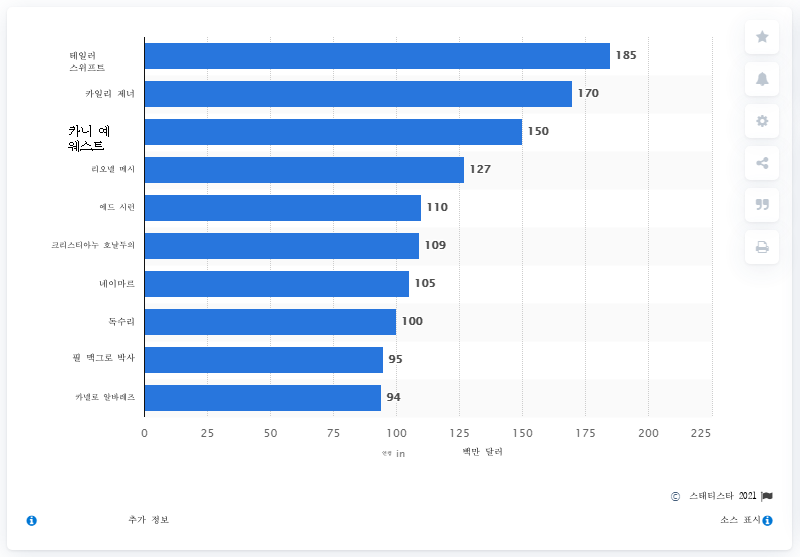 테일러
스위프트
185
카일리 제너
170
카니 예
웨스트
150
리오넬 메시
127
에드 시런
110
크리스티아누 호날두의
109
네이마르
105
독수리
100
필 맥그로 박사
95
카넬로 알바레즈
94
0 25 50 75 100 125 150 175 200 225
in 백만 달러
© 스태티스타 2021
추가 정보
소스 표시